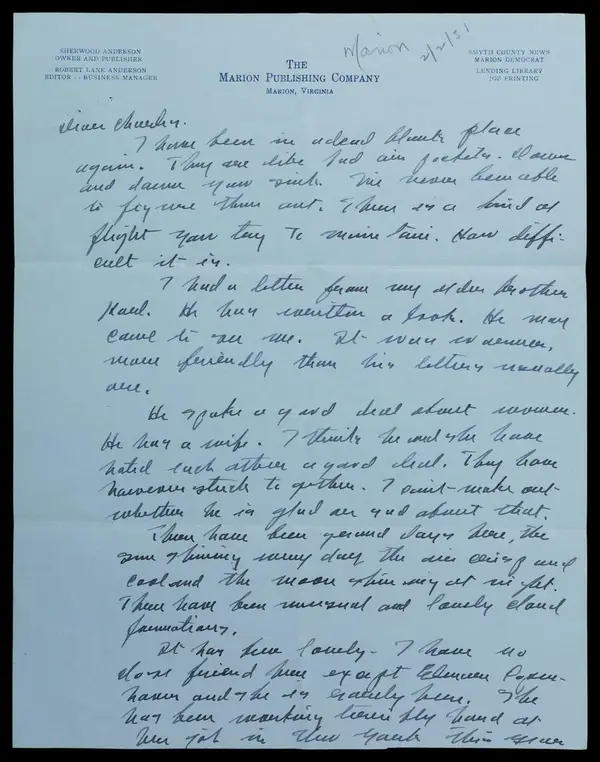 Marion
2/2/31
SHERWOOD ANDERSON
OWNER AND PUBLISHER
ROBERT LANE ANDERSON
EDITOR -- BUSINESS MANAGER
THE
MARION PUBLISHING COMPANY
MARION, VIRGINIA
SMYTH COUNTY NEWS
MARION DEMOCRAT
LENDING LIBRARY
JOB PRINTING
Dear Charles.
I have been in a dead blank place
again. They are like bad air pockets. Down
and down you sink. I've never been able
to figure them out. There is a kind of
flight you try to maintain. How diffi-
cult it is.
I had a letter from my older brother
Karl. He has written a book. He may
come to see me. It was warmer,
more friendly than his letters usually
are.
He spoke a good deal about women.
He has a wife. I think he and she have
hated each other a good deal. They have
however stuck together. I can't make out
whether he is glad or sad about that.
There have been grand days here, the
sun shining every day the air crisp and
cool and the moon shining at night.
There have been unusual and lovely cloud
formations.
It has been lonely - I have no
close friend here except Eleanor Copen-
haver and she is rarely here. She
has been working terribly hard at
her job in New York this year